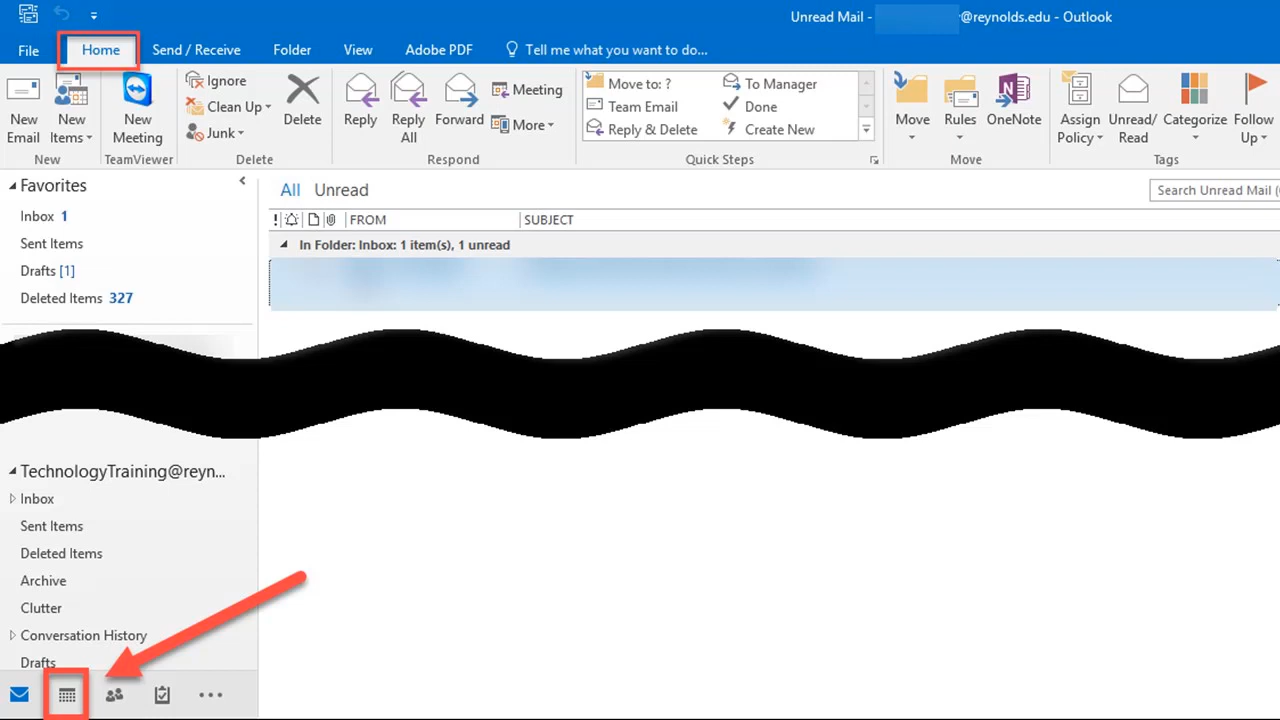 Unread Mail - @reynolds.edu - Outlook
File Home Send / Receive Folder View Adobe PDF Tell me what you want to do...
New Email
New Items
New Meeting
Ignore
Clean Up
Junk
Delete
Reply
Reply All
Forward
Meeting
More
Move to: ?
Team Email
Reply & Delete
To Manager
Done
Create New
Move
Rules
OneNote
Assign Policy
Unread/ Read
Categorize
Follow Up
New TeamViewer Delete Respond Quick Steps Move Tags
Favorites
Inbox 1
Sent Items
Drafts [1]
Deleted Items 327
All Unread
Search Unread Mail (
FROM SUBJECT
In Folder: Inbox: 1 item(s), 1 unread
TechnologyTraining@reyn...
Inbox
Sent Items
Deleted Items
Archive
Clutter
Conversation History
Drafts